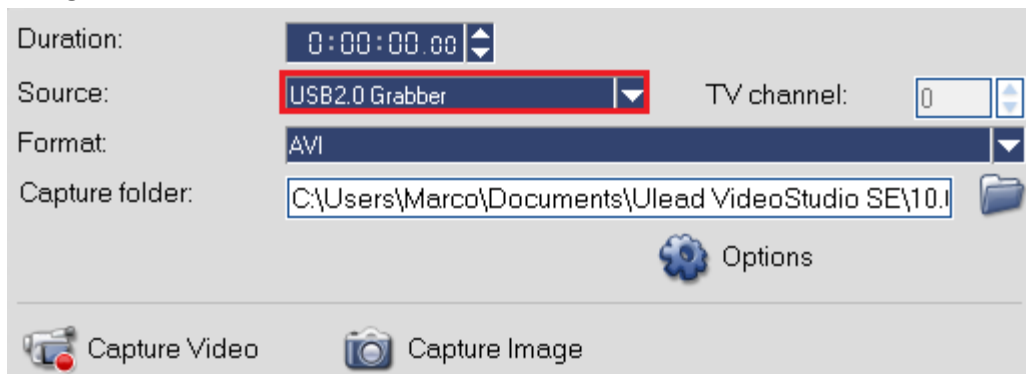 Duration: 0:00:00.00
Source: USB2.0 Grabber TV channel: 0
Format: AVI
Capture folder: C:\Users\Marco\Documents\Ulead VideoStudio SE\10.
Options
Capture Video Capture Image